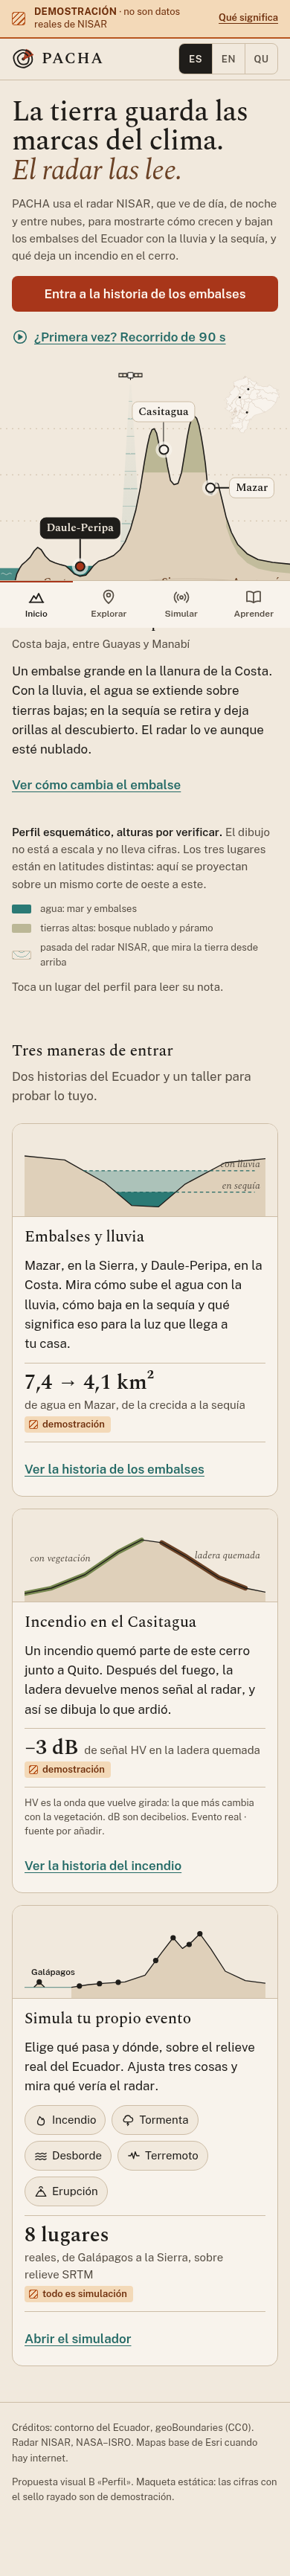 DEMOSTRACIÓN · no son datos
reales de NISAR
Qué significa
PACHA
ES EN QU
La tierra guarda las
marcas del clima.
El radar las lee.
PACHA usa el radar NISAR, que ve de día, de noche
y entre nubes, para mostrarte cómo crecen y bajan
los embalses del Ecuador con la lluvia y la sequía, y
qué deja un incendio en el cerro.
Entra a la historia de los embalses
¿Primera vez? Recorrido de 90 s
Casitagua
Mazar
Daule-Peripa
Inicio
Explorar
Simular
Aprender
Costa baja, entre Guayas y Manabí
Un embalse grande en la llanura de la Costa.
Con la lluvia, el agua se extiende sobre
tierras bajas; en la sequía se retira y deja
orillas al descubierto. El radar lo ve aunque
esté nublado.
Ver cómo cambia el embalse
Perfil esquemático, alturas por verificar. El dibujo
no está a escala y no lleva cifras. Los tres lugares
están en latitudes distintas: aquí se proyectan
sobre un mismo corte de oeste a este.
agua: mar y embalses
tierras altas: bosque nublado y páramo
pasada del radar NISAR, que mira la tierra desde
arriba
Toca un lugar del perfil para leer su nota.
Tres maneras de entrar
Dos historias del Ecuador y un taller para
probar lo tuyo.
con lluvia
en sequía
Embalses y lluvia
Mazar, en la Sierra, y Daule-Peripa, en la
Costa. Mira cómo sube el agua con la
lluvia, cómo baja en la sequía y qué
significa eso para la luz que llega a
tu casa.
7,4 → 4,1 km²
de agua en Mazar, de la crecida a la sequía
demostración
Ver la historia de los embalses
con vegetación
ladera quemada
Incendio en el Casitagua
Un incendio quemó parte de este cerro
junto a Quito. Después del fuego, la
ladera devuelve menos señal al radar, y
así se dibuja lo que ardió.
−3 dB de señal HV en la ladera quemada
demostración
HV es la onda que vuelve girada: la que más cambia
con la vegetación. dB son decibelios. Evento real ·
fuente por añadir.
Ver la historia del incendio
Galápagos
Simula tu propio evento
Elige qué pasa y dónde, sobre el relieve
real del Ecuador. Ajusta tres cosas y
mira qué vería el radar.
Incendio
Tormenta
Desborde
Terremoto
Erupción
8 lugares
reales, de Galápagos a la Sierra, sobre
relieve SRTM
todo es simulación
Abrir el simulador
Créditos: contorno del Ecuador, geoBoundaries (CC0).
Radar NISAR, NASA–ISRO. Mapas base de Esri cuando
hay internet.
Propuesta visual B «Perfil». Maqueta estática: las cifras con
el sello rayado son de demostración.